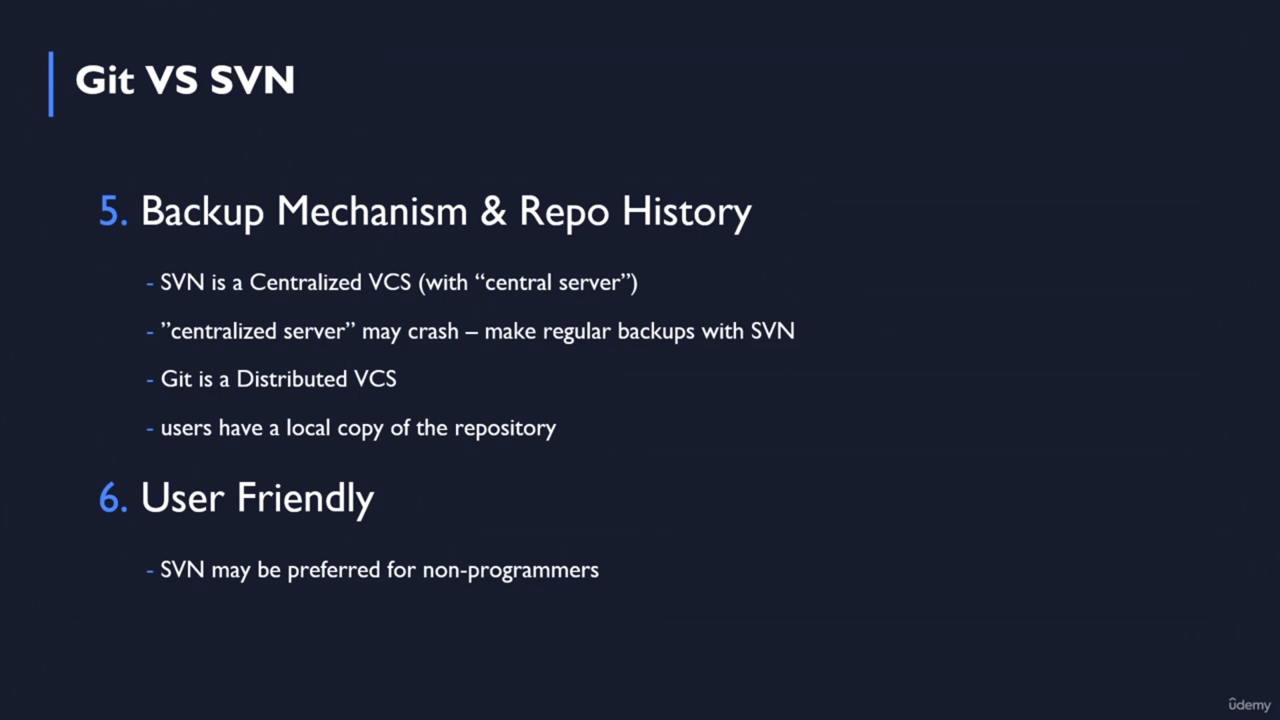 Git VS SVN
5. Backup Mechanism & Repo History
- SVN is a Centralized VCS (with “central server”)
- ”centralized server” may crash – make regular backups with SVN
- Git is a Distributed VCS
- users have a local copy of the repository
6. User Friendly
- SVN may be preferred for non-programmers
ûdemy